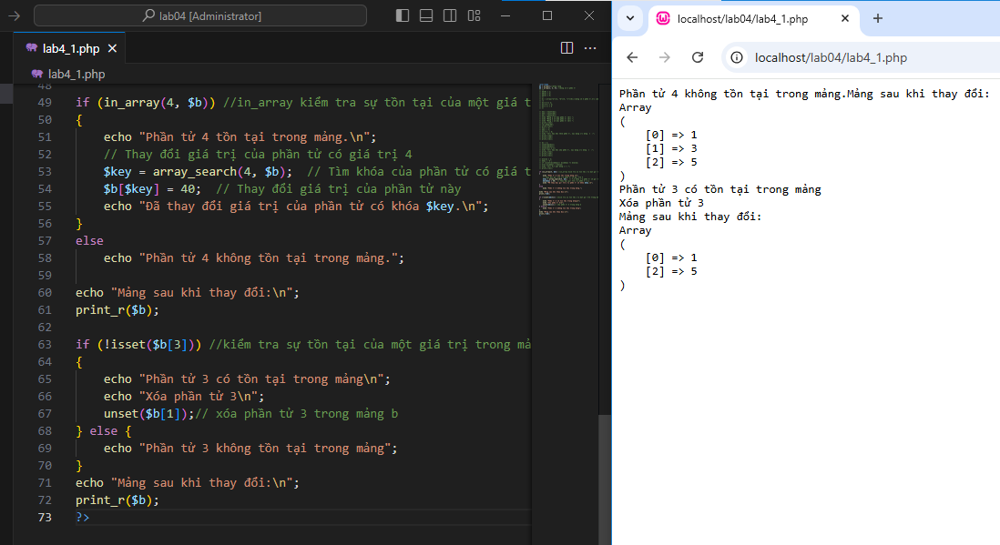 lab04 [Administrator]
lab4_1.php
lab4_1.php
48
49 if (in_array(4, $b)) //in_array kiểm tra sự tồn tại của một giá t
50 {
51 echo "Phần tử 4 tồn tại trong mảng.\n";
52 // Thay đổi giá trị của phần tử có giá trị 4
53 $key = array_search(4, $b); // Tìm khóa của phần tử có giá t
54 $b[$key] = 40; // Thay đổi giá trị của phần tử này
55 echo "Đã thay đổi giá trị của phần tử có khóa $key.\n";
56 }
57 else
58 echo "Phần tử 4 không tồn tại trong mảng.";
59
60 echo "Mảng sau khi thay đổi:\n";
61 print_r($b);
62
63 if (!isset($b[3])) //kiểm tra sự tồn tại của một giá trị trong mả
64 {
65 echo "Phần tử 3 có tồn tại trong mảng\n";
66 echo "Xóa phần tử 3\n";
67 unset($b[1]);// xóa phần tử 3 trong mảng b
68 } else {
69 echo "Phần tử 3 không tồn tại trong mảng";
70 }
71 echo "Mảng sau khi thay đổi:\n";
72 print_r($b);
73 ?>
localhost/lab04/lab4_1.php
localhost/lab04/lab4_1.php
Phần tử 4 không tồn tại trong mảng.Mảng sau khi thay đổi:
Array
(
[0] => 1
[1] => 3
[2] => 5
)
Phần tử 3 có tồn tại trong mảng
Xóa phần tử 3
Mảng sau khi thay đổi:
Array
(
[0] => 1
[2] => 5
)